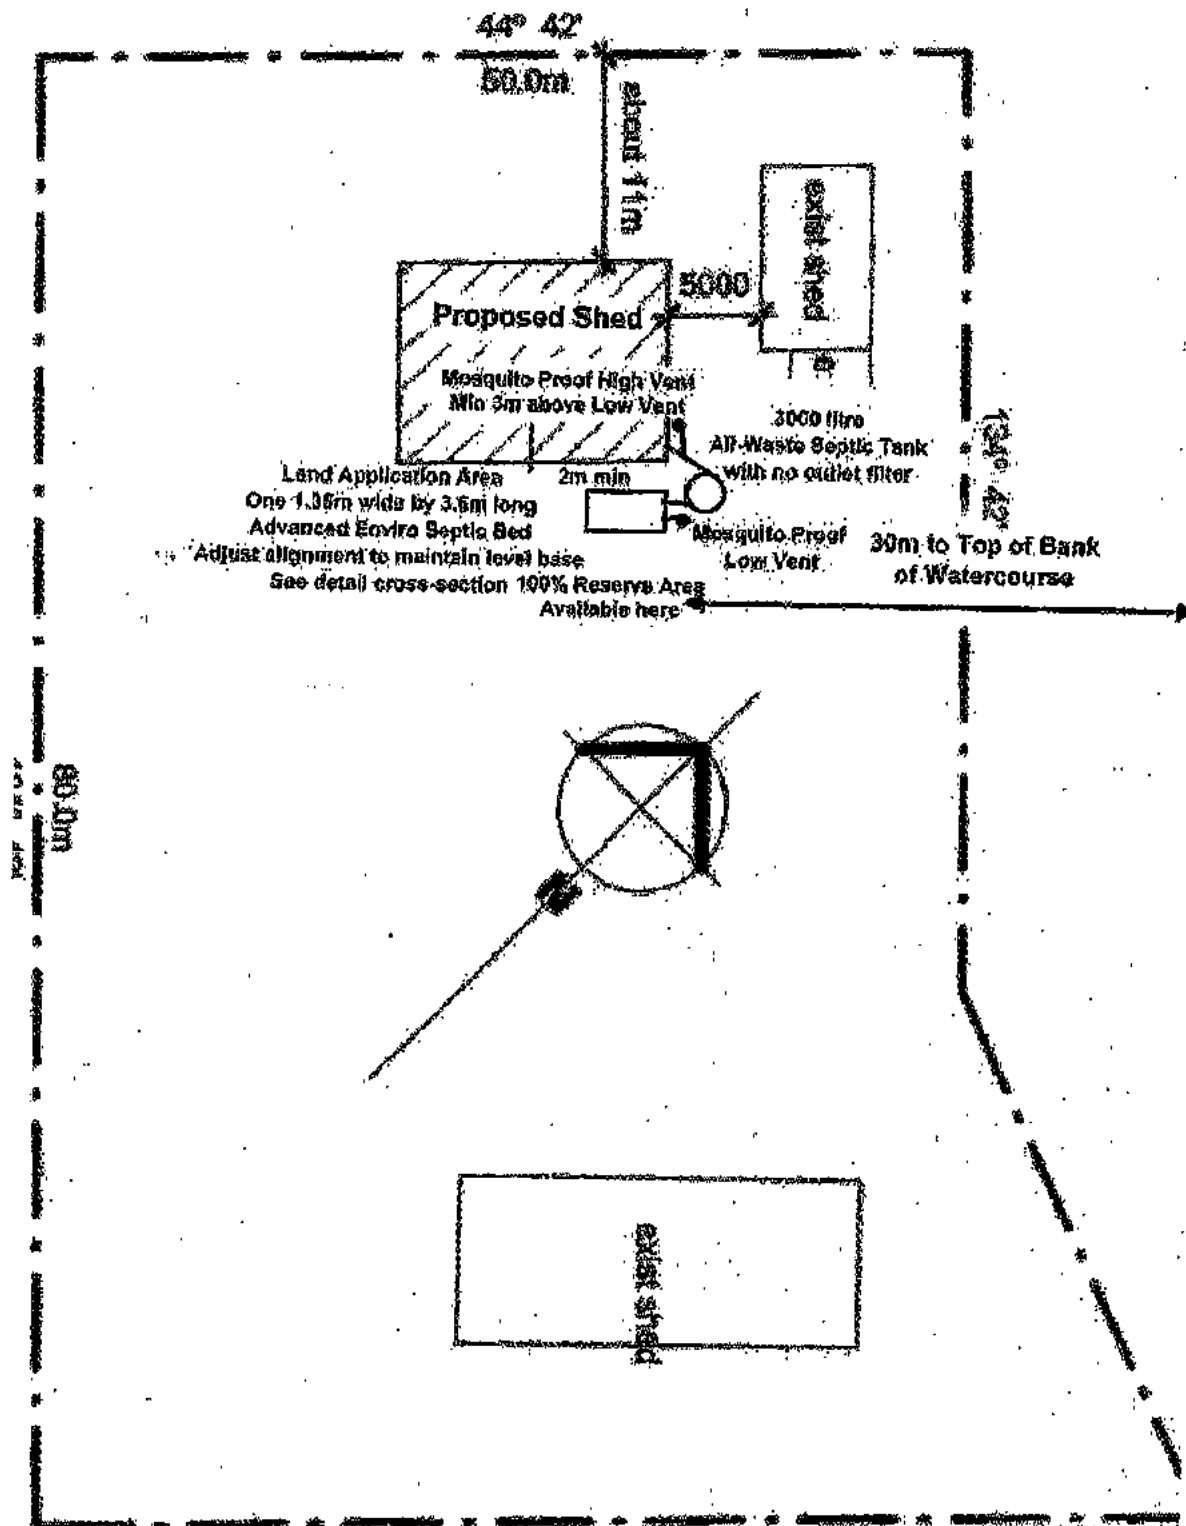 44° 42'
50.0m
about 11m
exist shed
5000
Proposed Shed
Mosquito Proof High Vent
Min 3m above Low Vent
3000 litre
All-Waste Septic Tank
with no outlet filter
Land Application Area
2m min
One 1.35m wide by 3.6m long
Advanced Enviro Septic Bed
Adjust alignment to maintain level base
See detail cross-section
100% Reserve Area
Available here
Mosquito Proof
Low Vent
30m to Top of Bank
of Watercourse
80.0m
exist shed